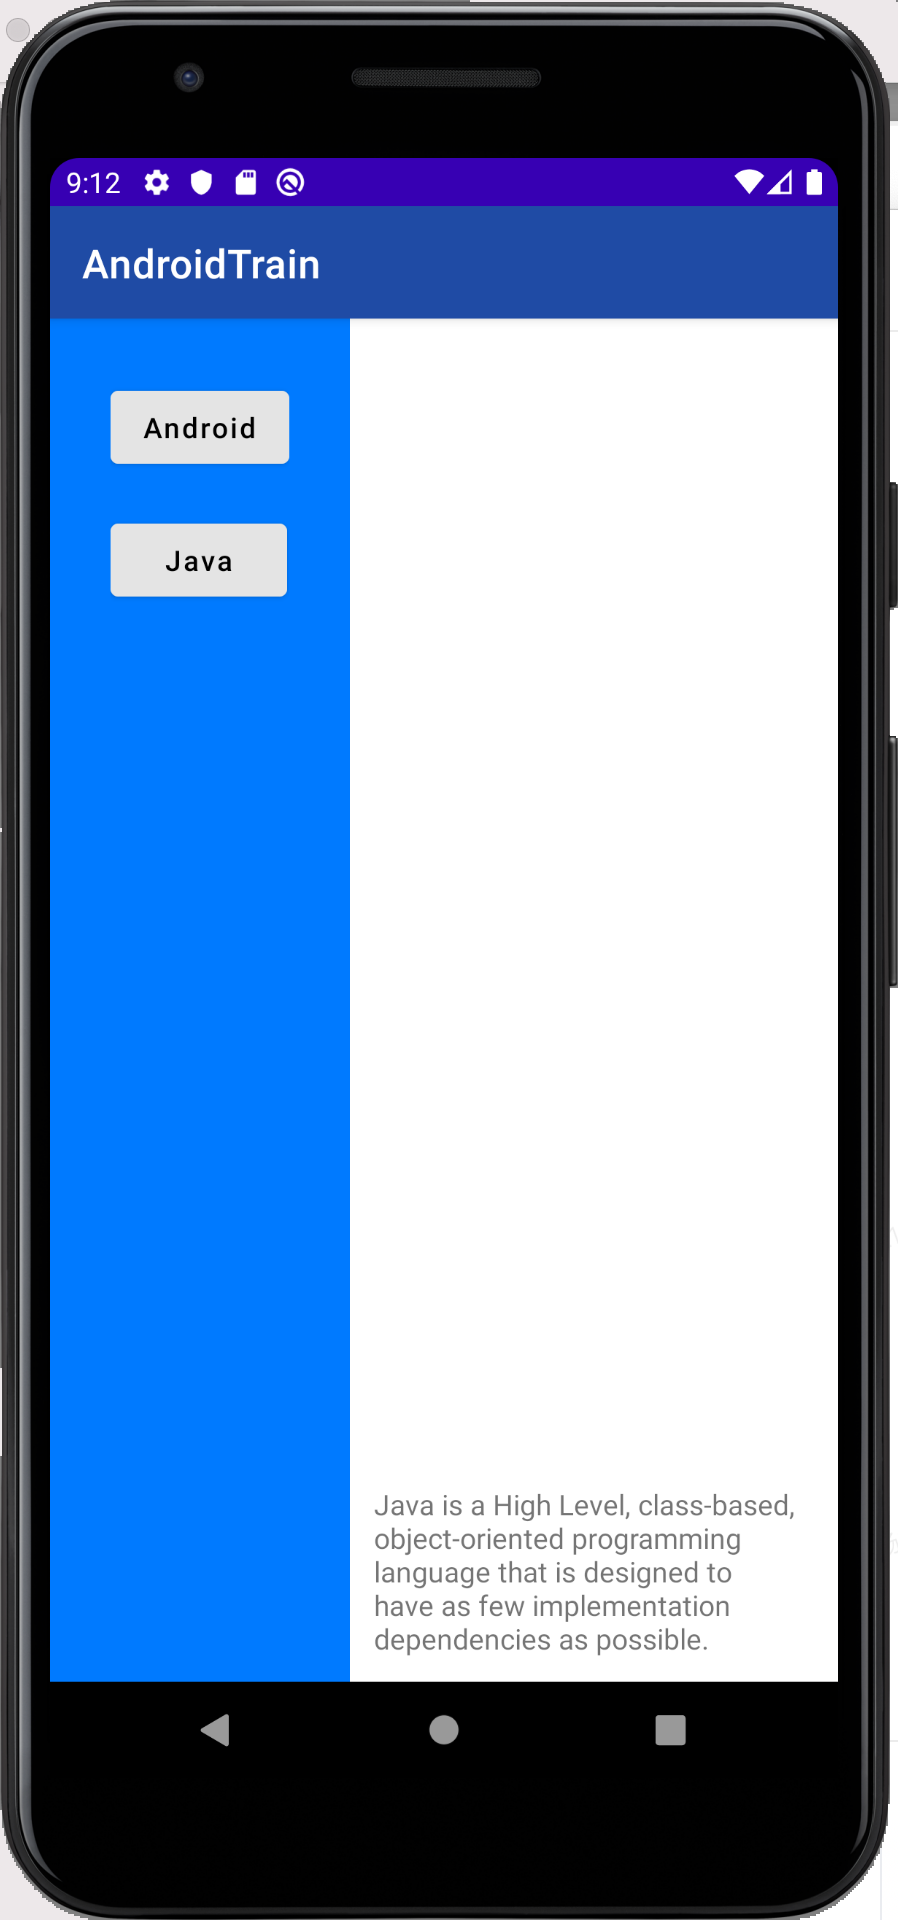 9:12
AndroidTrain
Android
Java
Java is a High Level, class-based,
object-oriented programming
language that is designed to
have as few implementation
dependencies as possible.